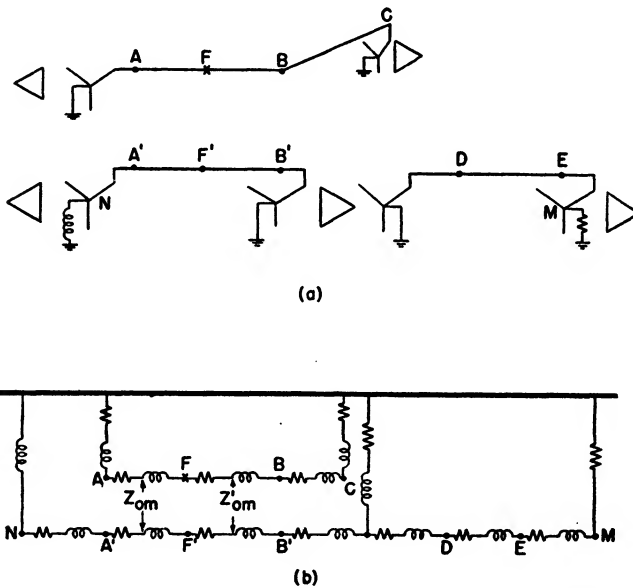 C
A F B
A' F' B' D E
N M
(a)
A F B C
Zom Z'om
N A' F' B' D E M
(b)